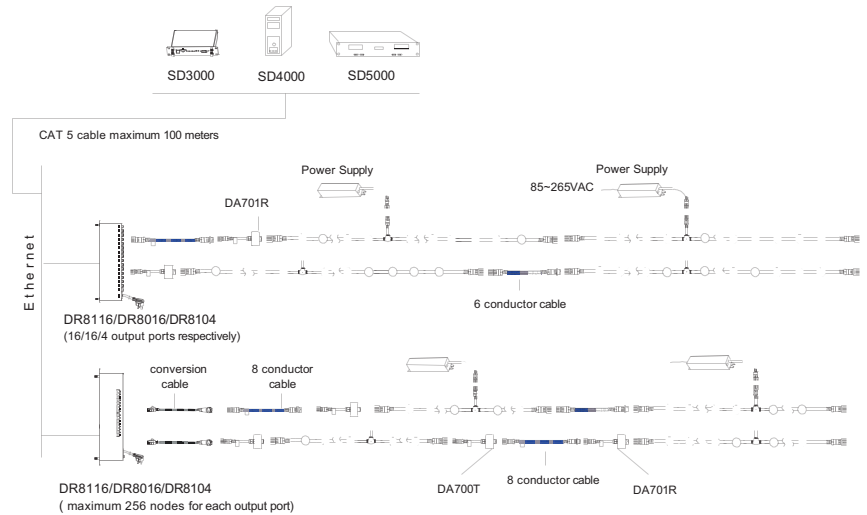 SD3000
SD4000
SD5000
CAT 5 cable maximum 100 meters
Power Supply
Power Supply
85~265VAC
DA701R
Ethernet
6 conductor cable
DR8116/DR8016/DR8104
(16/16/4 output ports respectively)
conversion
cable
8 conductor
cable
DA700T
8 conductor cable
DA701R
DR8116/DR8016/DR8104
( maximum 256 nodes for each output port)